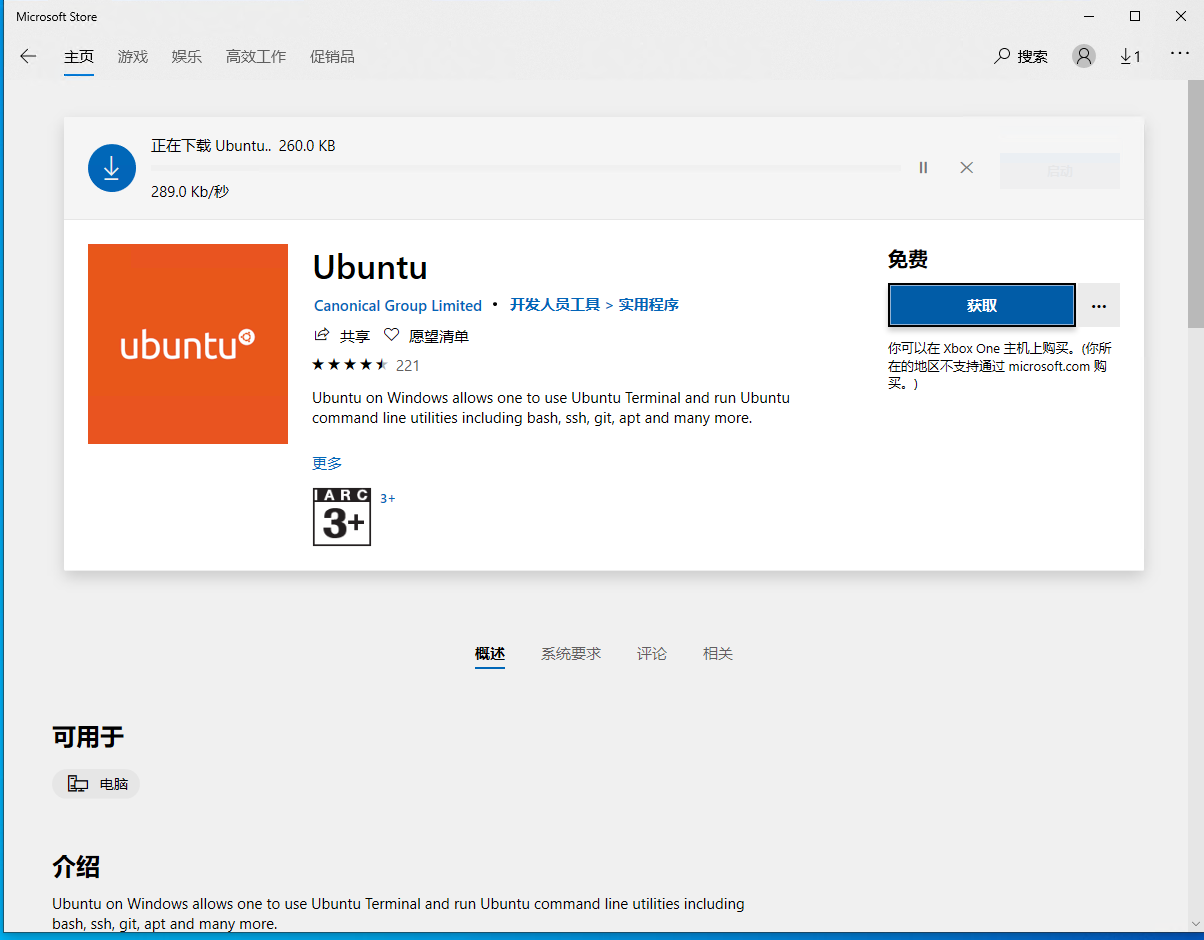 Microsoft Store
主页 游戏 娱乐 高效工作 促销品 搜索 1
正在下载 Ubuntu.. 260.0 KB
289.0 Kb/秒
启动
Ubuntu
免费
Canonical Group Limited • 开发人员工具 > 实用程序
获取
共享 愿望清单
你可以在 Xbox One 主机上购买。(你所
在的地区不支持通过 microsoft.com 购
买。)
221
ubuntu
Ubuntu on Windows allows one to use Ubuntu Terminal and run Ubuntu
command line utilities including bash, ssh, git, apt and many more.
更多
IARC
3+
3+
概述 系统要求 评论 相关
可用于
电脑
介绍
Ubuntu on Windows allows one to use Ubuntu Terminal and run Ubuntu command line utilities including
bash, ssh, git, apt and many more.